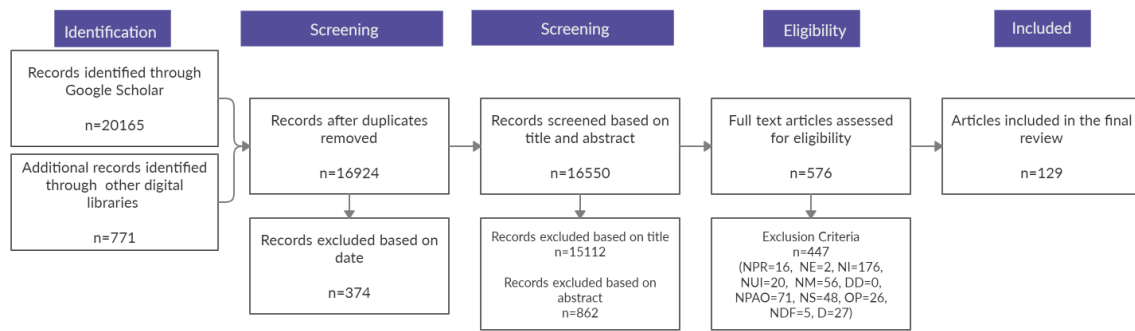 Identification
Screening
Screening
Eligibility
Included
Records identified through
Google Scholar
n=20165
Additional records identified
through other digital
libraries
n=771
Records after duplicates
removed
n=16924
Records excluded based on
date
n=374
Records screened based on
title and abstract
n=16550
Records excluded based on title
n=15112
Records excluded based on
abstract
n=862
Full text articles assessed
for eligibility
n=576
Exclusion Criteria
n=447
(NPR=16, NE=2, NI=176,
NUI=20, NM=56, DD=0,
NPAO=71, NS=48, OP=26,
NDF=5, D=27)
Articles included in the final
review
n=129